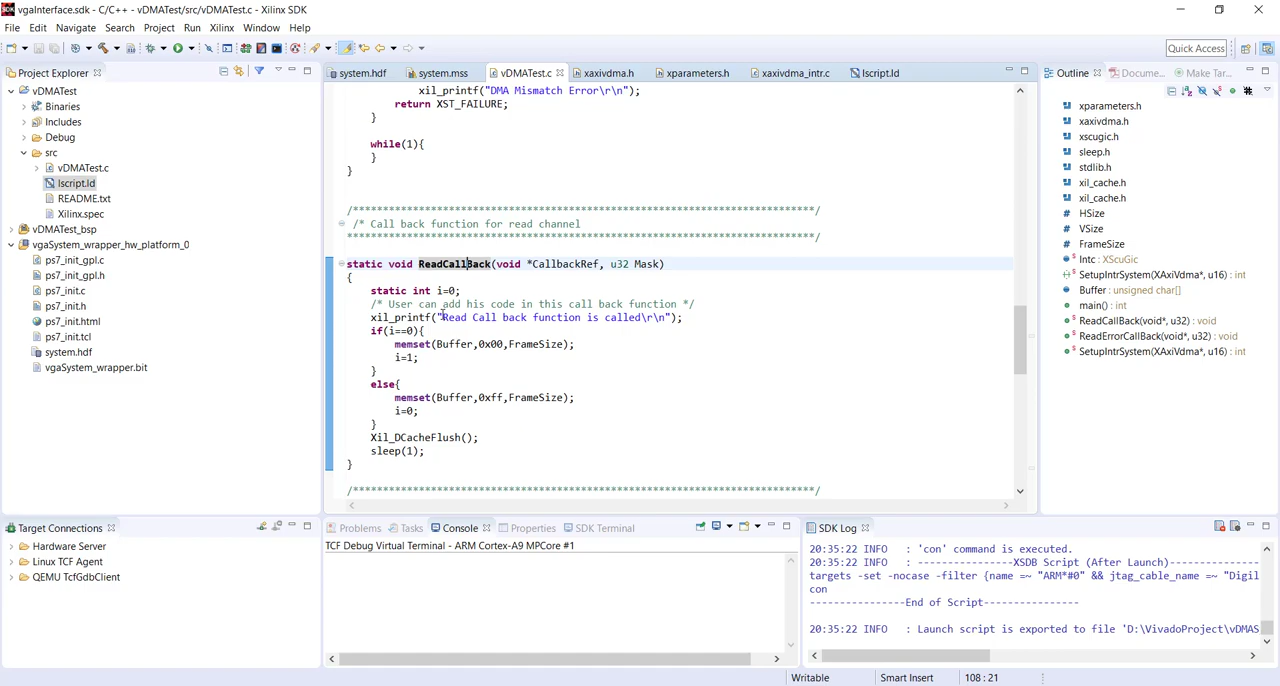 vgaInterface.sdk - C/C++ - vDMATest/src/vDMATest.c - Xilinx SDK
File Edit Navigate Search Project Run Xilinx Window Help
Quick Access
Project Explorer
vDMATest
Binaries
Includes
Debug
src
vDMATest.c
lscript.ld
README.txt
Xilinx.spec
vDMATest_bsp
vgaSystem_wrapper_hw_platform_0
ps7_init_gpl.c
ps7_init_gpl.h
ps7_init.c
ps7_init.h
ps7_init.html
ps7_init.tcl
system.hdf
vgaSystem_wrapper.bit
system.hdf system.mss vDMATest.c xaxivdma.h xparameters.h xaxivdma_intr.c lscript.ld
xil_printf("DMA Mismatch Error\r\n");
return XST_FAILURE;
}
while(1){
}
}
/******************************************************************************/
/* Call back function for read channel
*******************************************************************************/
static void ReadCallBack(void *CallbackRef, u32 Mask)
{
static int i=0;
/* User can add his code in this call back function */
xil_printf("Read Call back function is called\r\n");
if(i==0){
memset(Buffer,0x00,FrameSize);
i=1;
}
else{
memset(Buffer,0xff,FrameSize);
i=0;
}
Xil_DCacheFlush();
sleep(1);
}
/******************************************************************************/
Outline Docume... Make Tar...
xparameters.h
xaxivdma.h
xscugic.h
sleep.h
stdlib.h
xil_cache.h
xil_cache.h
HSize
VSize
FrameSize
Intc : XScuGic
SetupIntrSystem(XAxiVdma*, u16) : int
Buffer : unsigned char[]
main() : int
ReadCallBack(void*, u32) : void
ReadErrorCallBack(void*, u32) : void
SetupIntrSystem(XAxiVdma*, u16) : int
Target Connections
Hardware Server
Linux TCF Agent
QEMU TcfGdbClient
Problems Tasks Console Properties SDK Terminal
TCF Debug Virtual Terminal - ARM Cortex-A9 MPCore #1
SDK Log
20:35:22 INFO : 'con' command is executed.
20:35:22 INFO : ----------------XSDB Script (After Launch)----------------
targets -set -nocase -filter {name =~ "ARM*#0" && jtag_cable_name =~ "Digil
con
----------------End of Script----------------
20:35:22 INFO : Launch script is exported to file 'D:\VivadoProject\vDMAS
Writable Smart Insert 108 : 21